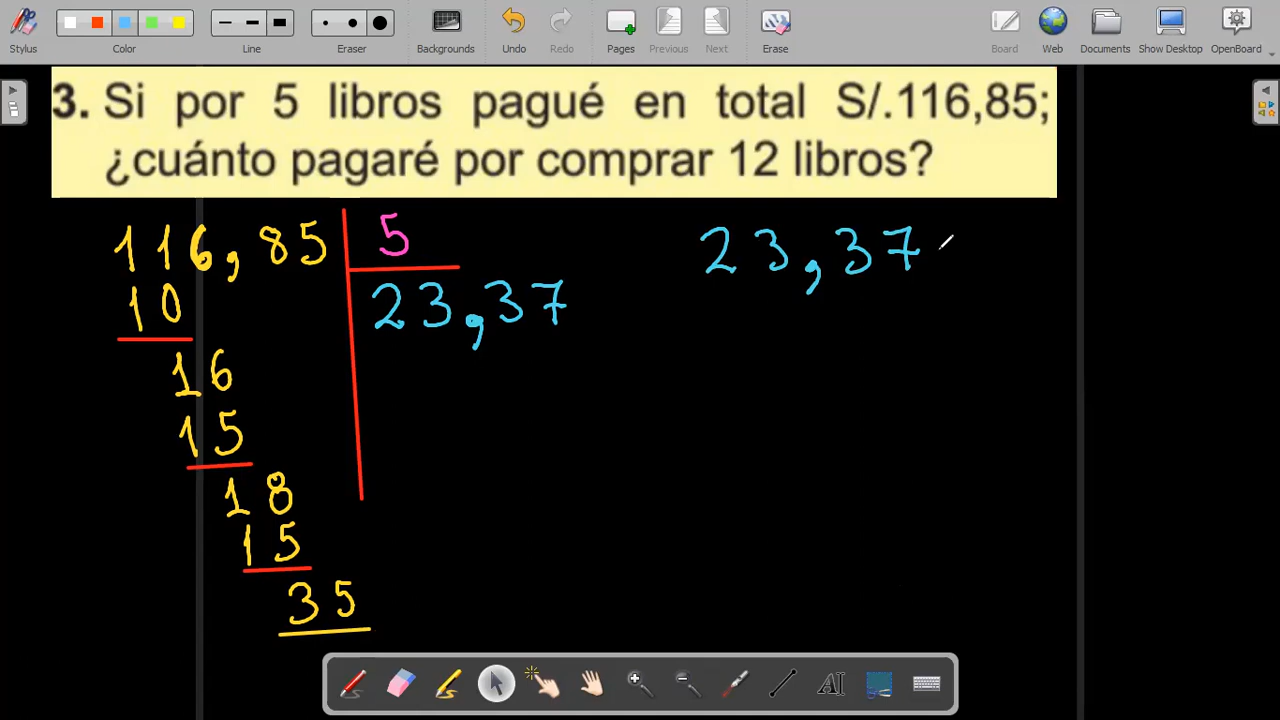 Stylus Color Line Eraser Backgrounds Undo Redo Pages Previous Next Erase Board Web Documents Show Desktop OpenBoard
3. Si por 5 libros pagué en total S/.116,85;
¿cuánto pagaré por comprar 12 libros?
116,85 5 23,37
10 23,37
16
15
18
15
35
AI